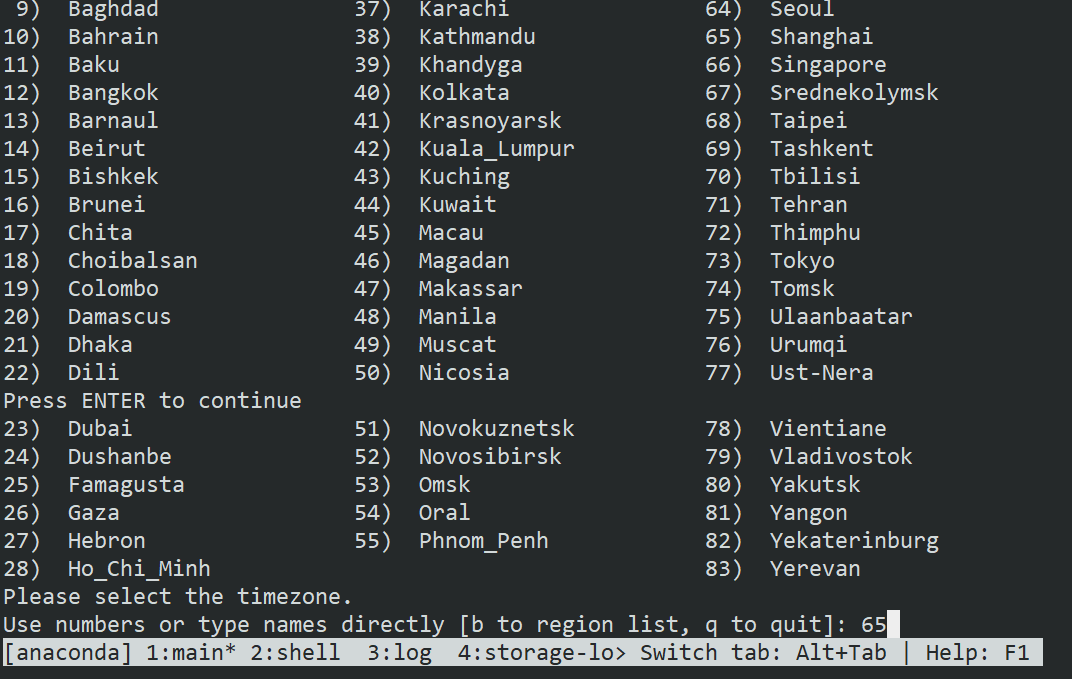 9)  Baghdad               37)  Karachi               64)  Seoul
10)  Bahrain               38)  Kathmandu             65)  Shanghai
11)  Baku                  39)  Khandyga              66)  Singapore
12)  Bangkok               40)  Kolkata               67)  Srednekolymsk
13)  Barnaul               41)  Krasnoyarsk           68)  Taipei
14)  Beirut                42)  Kuala_Lumpur          69)  Tashkent
15)  Bishkek               43)  Kuching               70)  Tbilisi
16)  Brunei                44)  Kuwait                71)  Tehran
17)  Chita                 45)  Macau                 72)  Thimphu
18)  Choibalsan            46)  Magadan               73)  Tokyo
19)  Colombo               47)  Makassar              74)  Tomsk
20)  Damascus              48)  Manila                75)  Ulaanbaatar
21)  Dhaka                 49)  Muscat                76)  Urumqi
22)  Dili                  50)  Nicosia               77)  Ust-Nera
Press ENTER to continue
23)  Dubai                 51)  Novokuznetsk          78)  Vientiane
24)  Dushanbe              52)  Novosibirsk           79)  Vladivostok
25)  Famagusta             53)  Omsk                  80)  Yakutsk
26)  Gaza                  54)  Oral                  81)  Yangon
27)  Hebron                55)  Phnom_Penh            82)  Yekaterinburg
28)  Ho_Chi_Minh                                      83)  Yerevan
Please select the timezone.
Use numbers or type names directly [b to region list, q to quit]: 65
[anaconda] 1:main* 2:shell  3:log  4:storage-lo> Switch tab: Alt+Tab | Help: F1